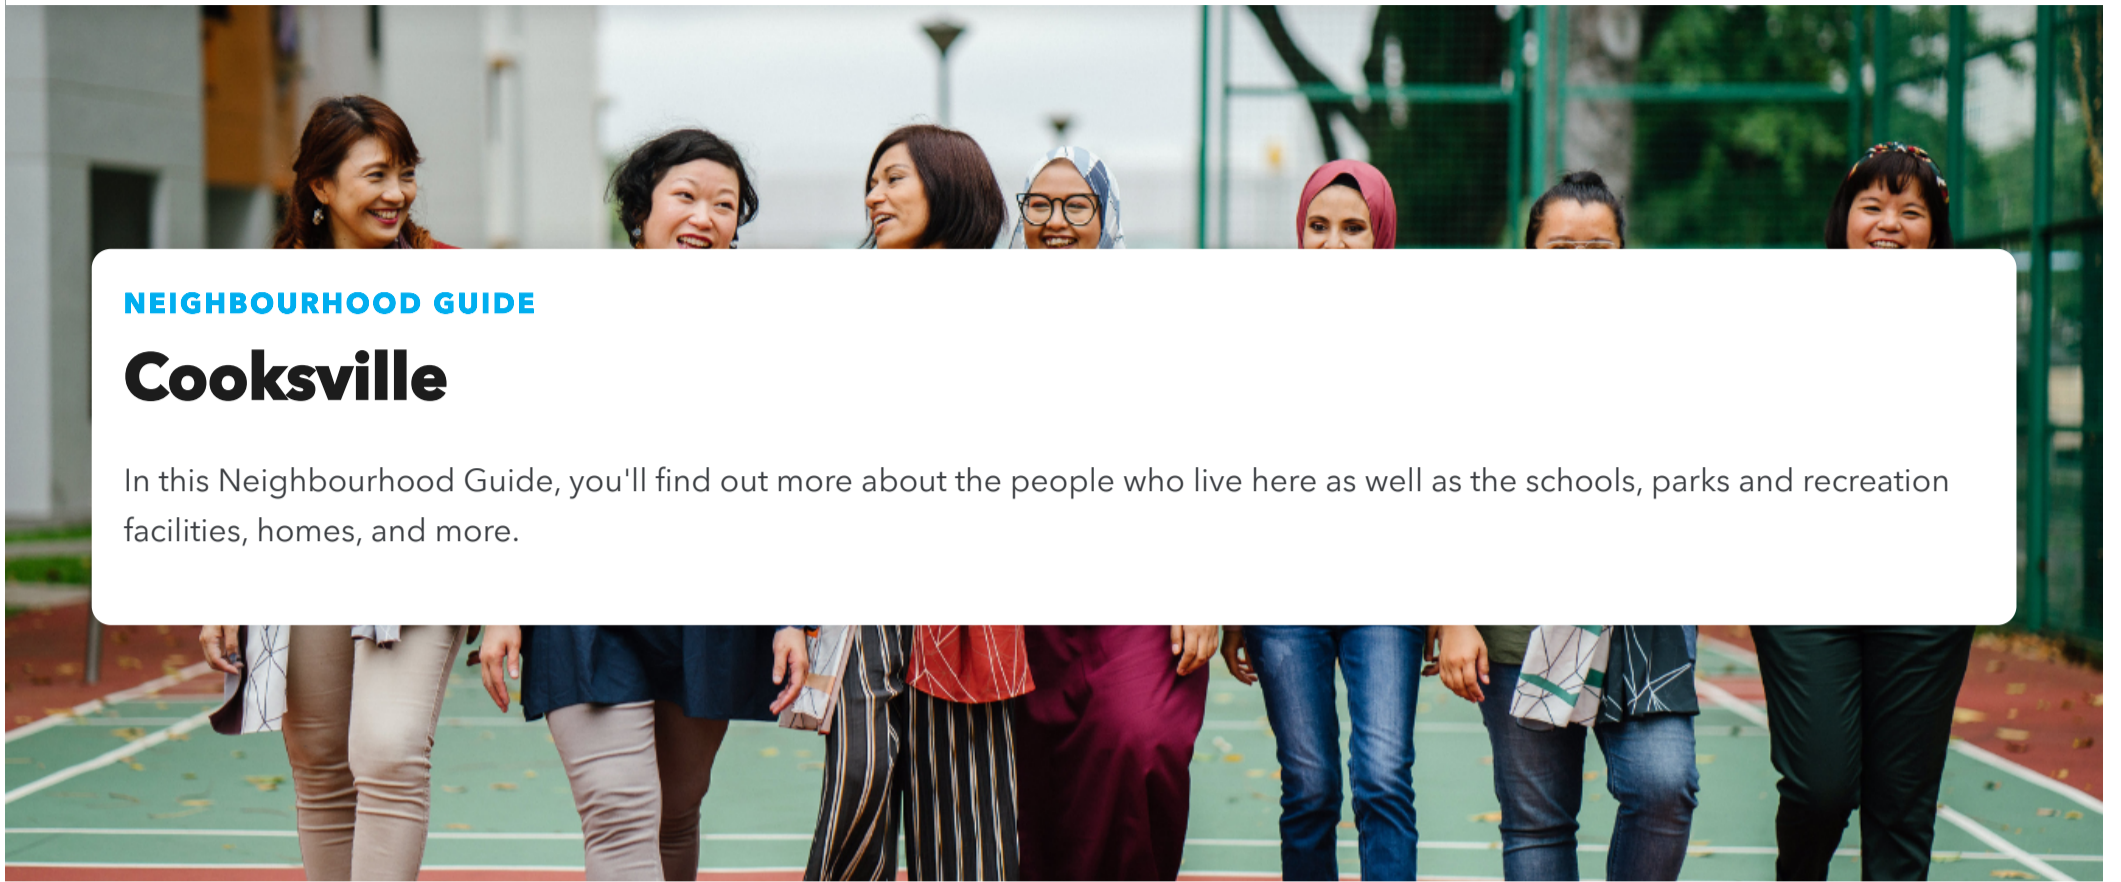 NEIGHBOURHOOD GUIDE
Cooksville
In this Neighbourhood Guide, you'll find out more about the people who live here as well as the schools, parks and recreation
facilities, homes, and more.